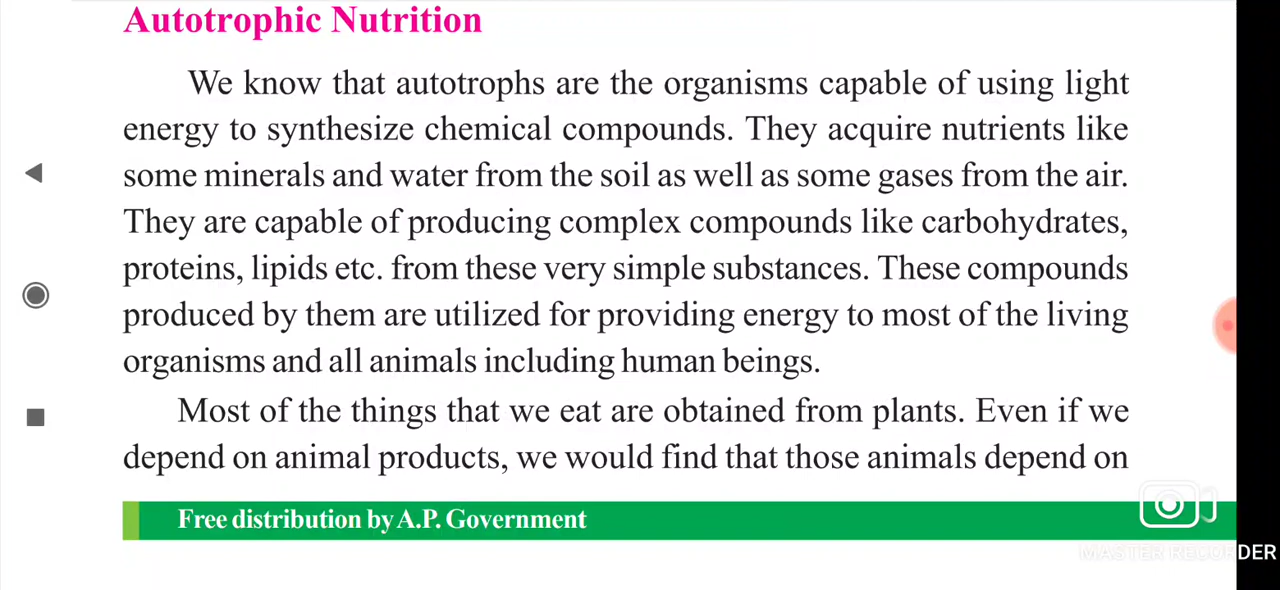 Autotrophic Nutrition
We know that autotrophs are the organisms capable of using light
energy to synthesize chemical compounds. They acquire nutrients like
some minerals and water from the soil as well as some gases from the air.
They are capable of producing complex compounds like carbohydrates,
proteins, lipids etc. from these very simple substances. These compounds
produced by them are utilized for providing energy to most of the living
organisms and all animals including human beings.
Most of the things that we eat are obtained from plants. Even if we
depend on animal products, we would find that those animals depend on
Free distribution by A.P. Government
MASTER RECORDER